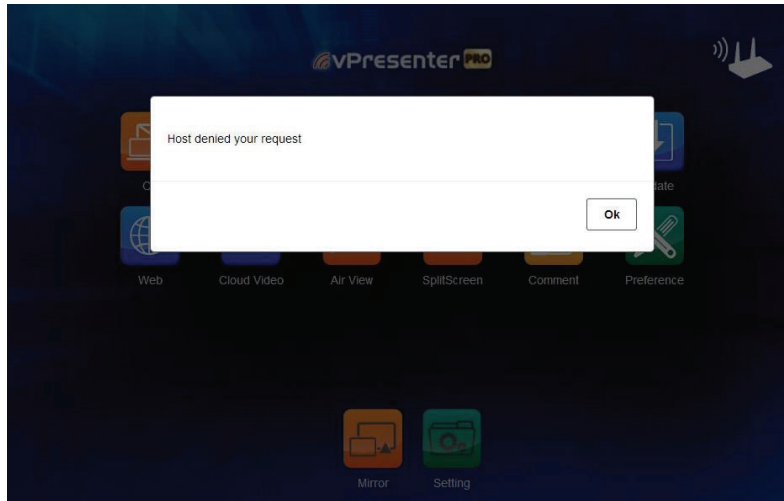 vPresenter PRO
Host denied your request
Ok
Web
Cloud Video
Air View
SplitScreen
Comment
Preference
Mirror
Setting